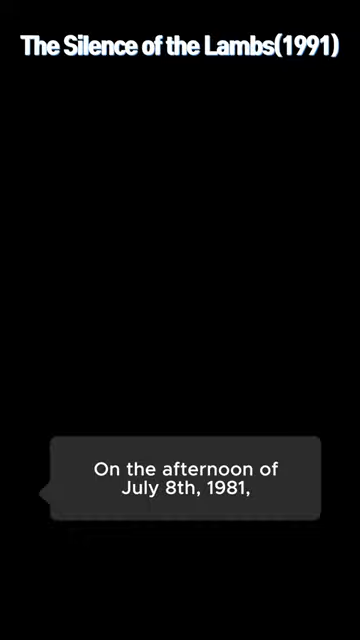 The Silence of the Lambs(1991)
On the afternoon of
July 8th, 1981,